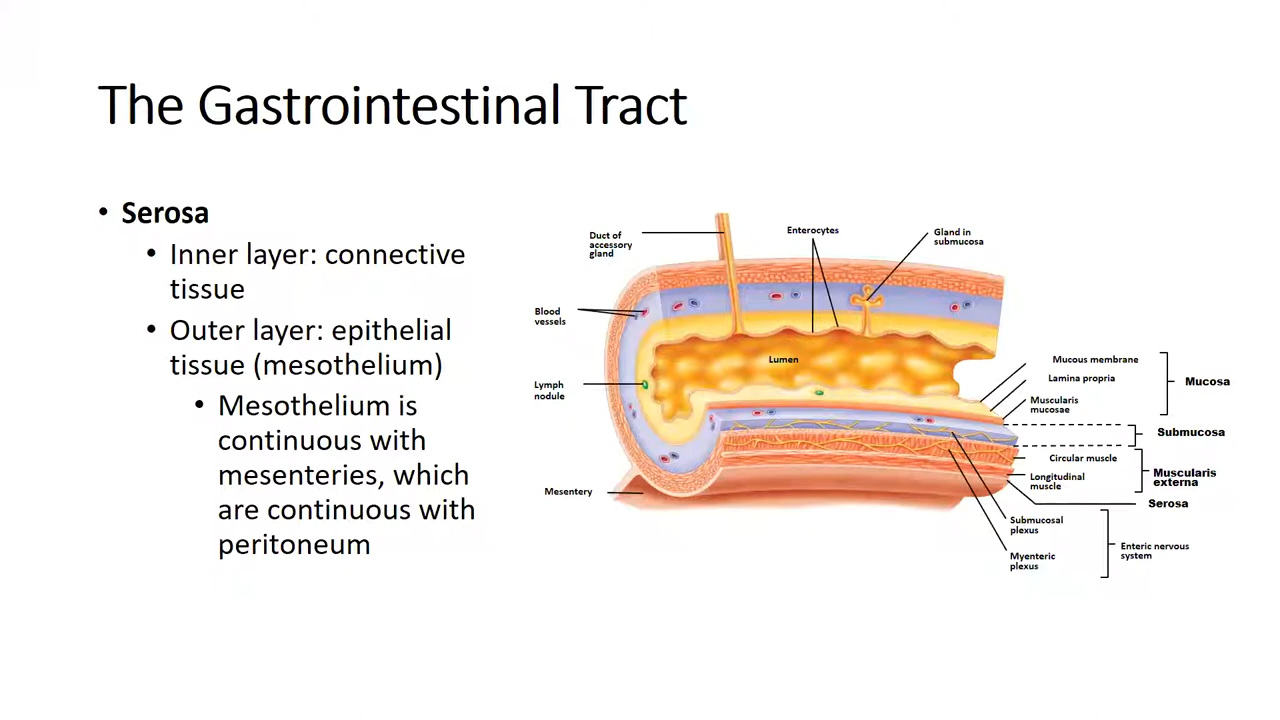 The Gastrointestinal Tract
• Serosa
• Inner layer: connective
tissue
• Outer layer: epithelial
tissue (mesothelium)
• Mesothelium is
continuous with
mesenteries, which
are continuous with
peritoneum
Duct of
accessory
gland
Enterocytes
Gland in
submucosa
Blood
vessels
Lumen
Lymph
nodule
Mesentery
Mucous membrane
Lamina propria
Muscularis
mucosae
Mucosa
Submucosa
Circular muscle
Longitudinal
muscle
Muscularis
externa
Serosa
Submucosal
plexus
Myenteric
plexus
Enteric nervous
system